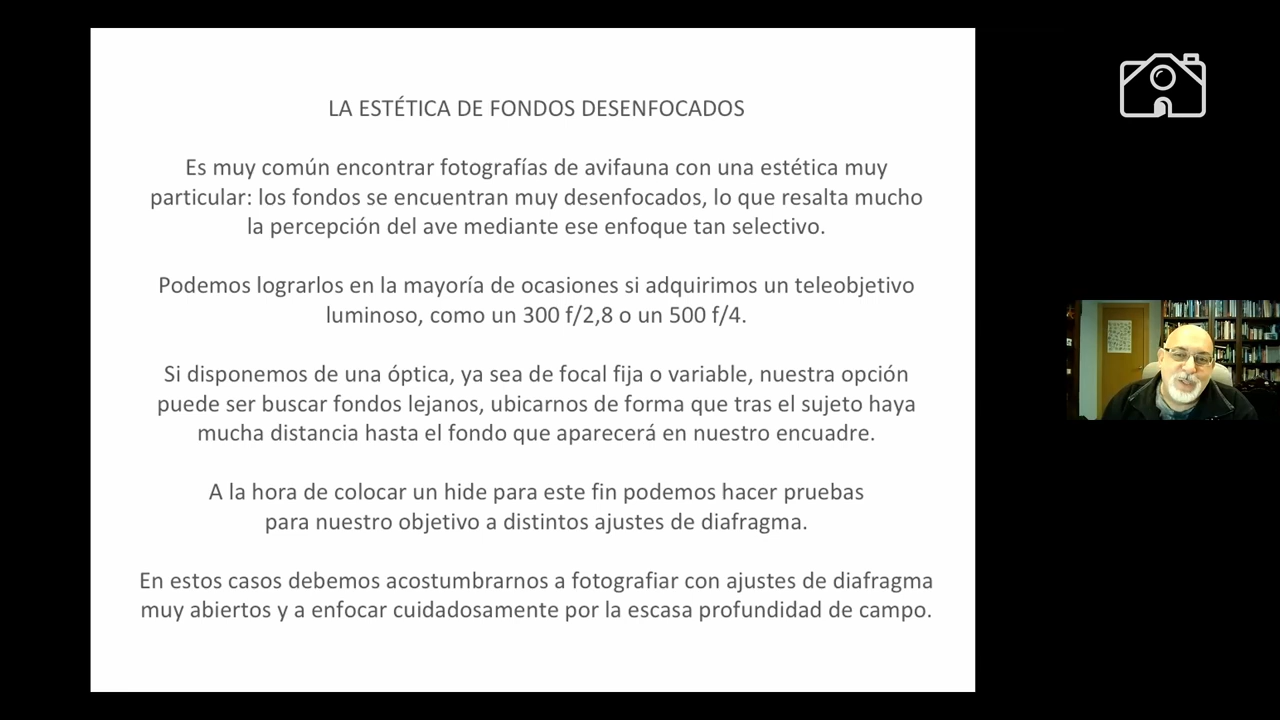 LA ESTÉTICA DE FONDOS DESENFOCADOS
Es muy común encontrar fotografías de avifauna con una estética muy
particular: los fondos se encuentran muy desenfocados, lo que resalta mucho
la percepción del ave mediante ese enfoque tan selectivo.
Podemos lograrlos en la mayoría de ocasiones si adquirimos un teleobjetivo
luminoso, como un 300 f/2,8 o un 500 f/4.
Si disponemos de una óptica, ya sea de focal fija o variable, nuestra opción
puede ser buscar fondos lejanos, ubicarnos de forma que tras el sujeto haya
mucha distancia hasta el fondo que aparecerá en nuestro encuadre.
A la hora de colocar un hide para este fin podemos hacer pruebas
para nuestro objetivo a distintos ajustes de diafragma.
En estos casos debemos acostumbrarnos a fotografiar con ajustes de diafragma
muy abiertos y a enfocar cuidadosamente por la escasa profundidad de campo.